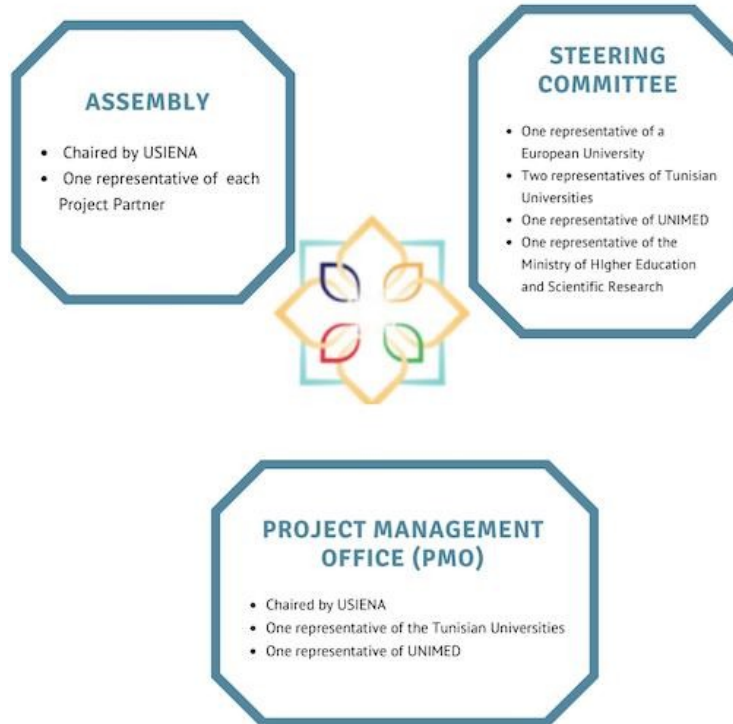 ASSEMBLY
• Chaired by USIENA
• One representative of each
Project Partner
STEERING
COMMITTEE
• One representative of a
European University
• Two representatives of Tunisian
Universities
• One representative of UNIMED
• One representative of the
Ministry of HIgher Education
and Scientific Research
PROJECT MANAGEMENT
OFFICE (PMO)
• Chaired by USIENA
• One representative of the Tunisian Universities
• One representative of UNIMED